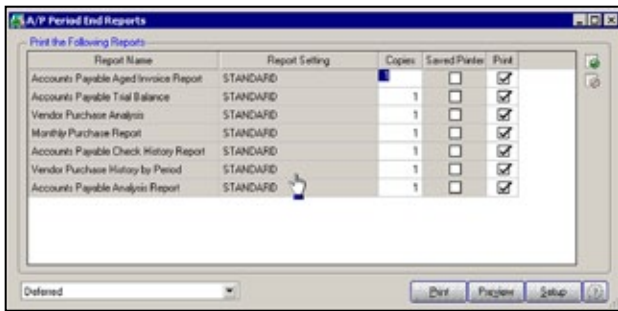 A/P Period End Reports
Print the Following Reports
Report Name Report Setting Copies Saved Printer Print
Accounts Payable Aged Invoice Report STANDARD 1
Accounts Payable Trial Balance STANDARD 1
Vendor Purchase Analysis STANDARD 1
Monthly Purchase Report STANDARD 1
Accounts Payable Check History Report STANDARD 1
Vendor Purchase History by Period STANDARD 1
Accounts Payable Analysis Report STANDARD 1
Deferred Print Preview Setup ?